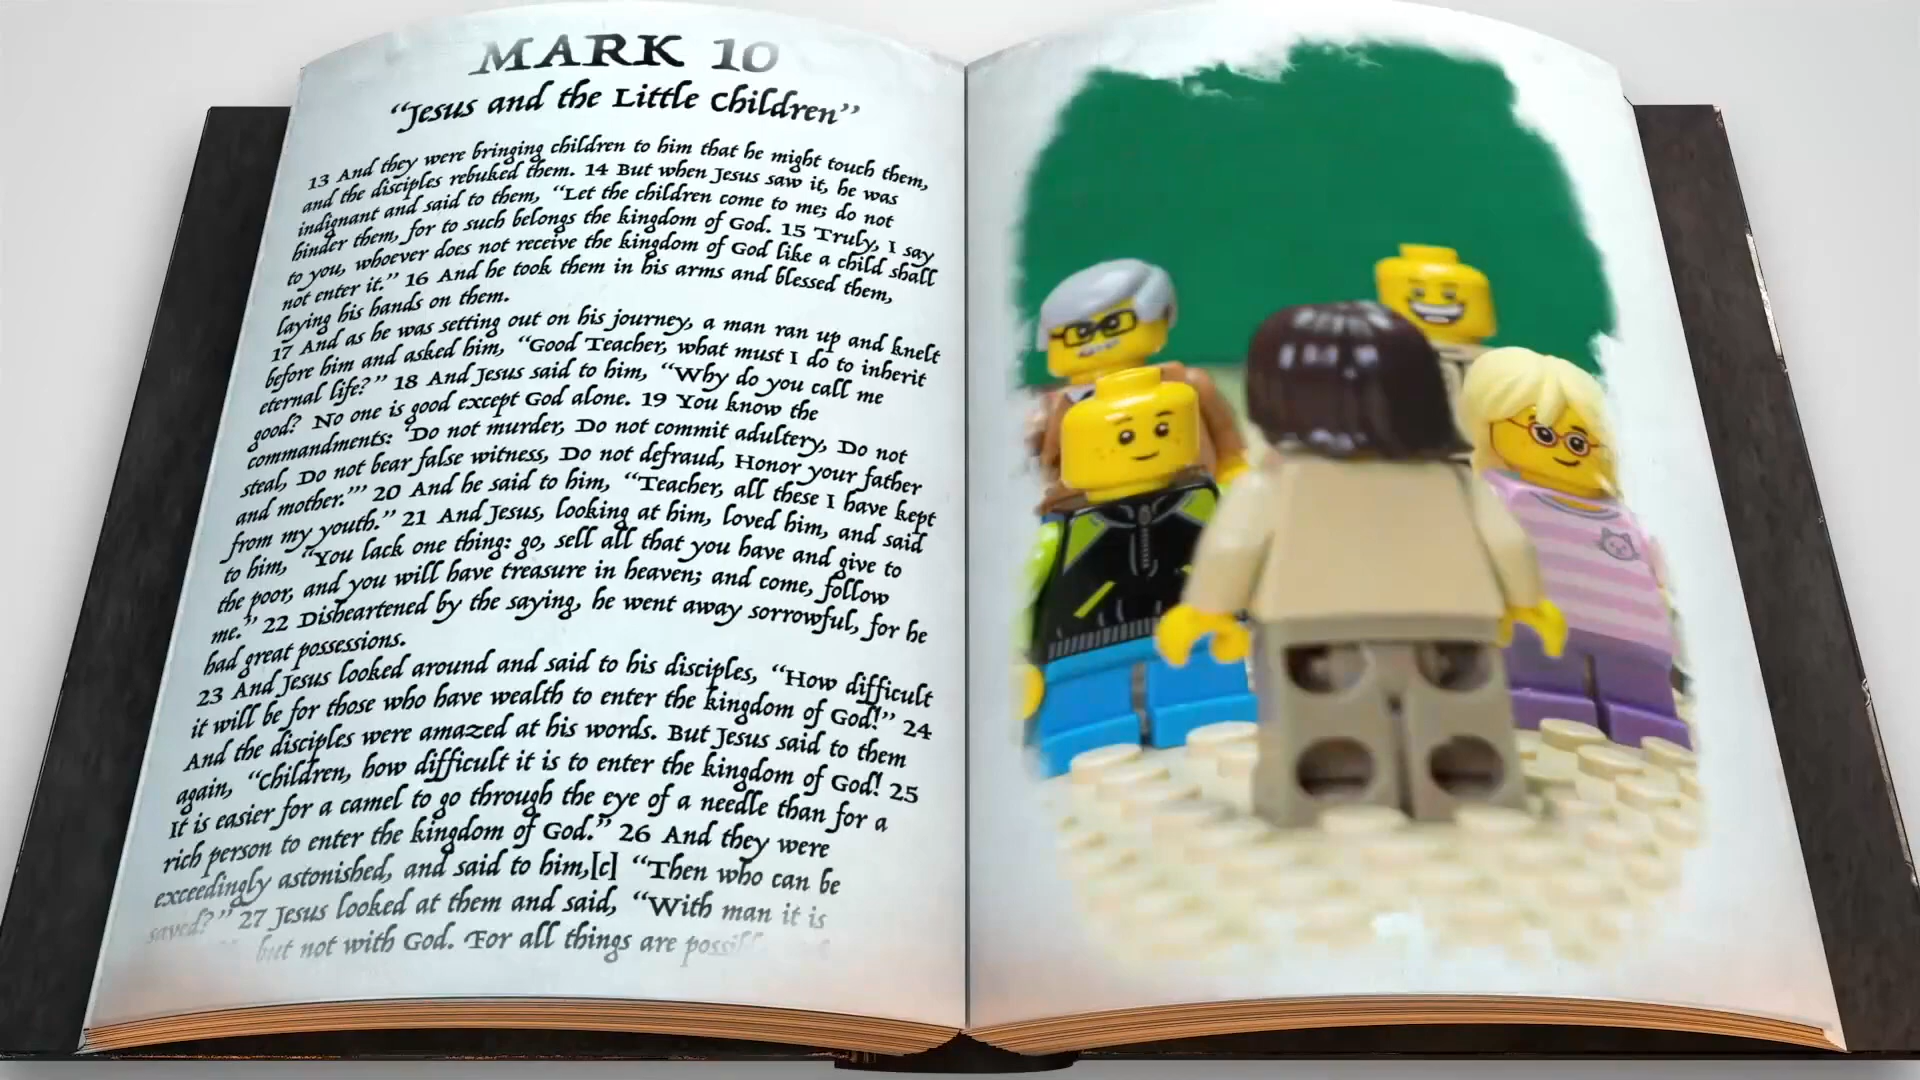 MARK 10
“Jesus and the Little Children”
13 And they were bringing children to him that he might touch them,
and the disciples rebuked them. 14 But when Jesus saw it, he was
indignant and said to them, “Let the children come to me; do not
hinder them, for to such belongs the kingdom of God. 15 Truly, I say
to you, whoever does not receive the kingdom of God like a child shall
not enter it.” 16 And he took them in his arms and blessed them,
laying his hands on them.
17 And as he was setting out on his journey, a man ran up and knelt
before him and asked him, “Good Teacher, what must I do to inherit
eternal life?” 18 And Jesus said to him, “Why do you call me
good? No one is good except God alone. 19 You know the
commandments: ‘Do not murder, Do not commit adultery, Do not
steal, Do not bear false witness, Do not defraud, Honor your father
and mother.’” 20 And he said to him, “Teacher, all these I have kept
from my youth.” 21 And Jesus, looking at him, loved him, and said
to him, “You lack one thing: go, sell all that you have and give to
the poor, and you will have treasure in heaven; and come, follow
me.” 22 Disheartened by the saying, he went away sorrowful, for he
had great possessions.
23 And Jesus looked around and said to his disciples, “How difficult
it will be for those who have wealth to enter the kingdom of God!” 24
And the disciples were amazed at his words. But Jesus said to them
again, “Children, how difficult it is to enter the kingdom of God! 25
It is easier for a camel to go through the eye of a needle than for a
rich person to enter the kingdom of God.” 26 And they were
exceedingly astonished, and said to him,[c] “Then who can be
saved?” 27 Jesus looked at them and said, “With man it is
but not with God. For all things are